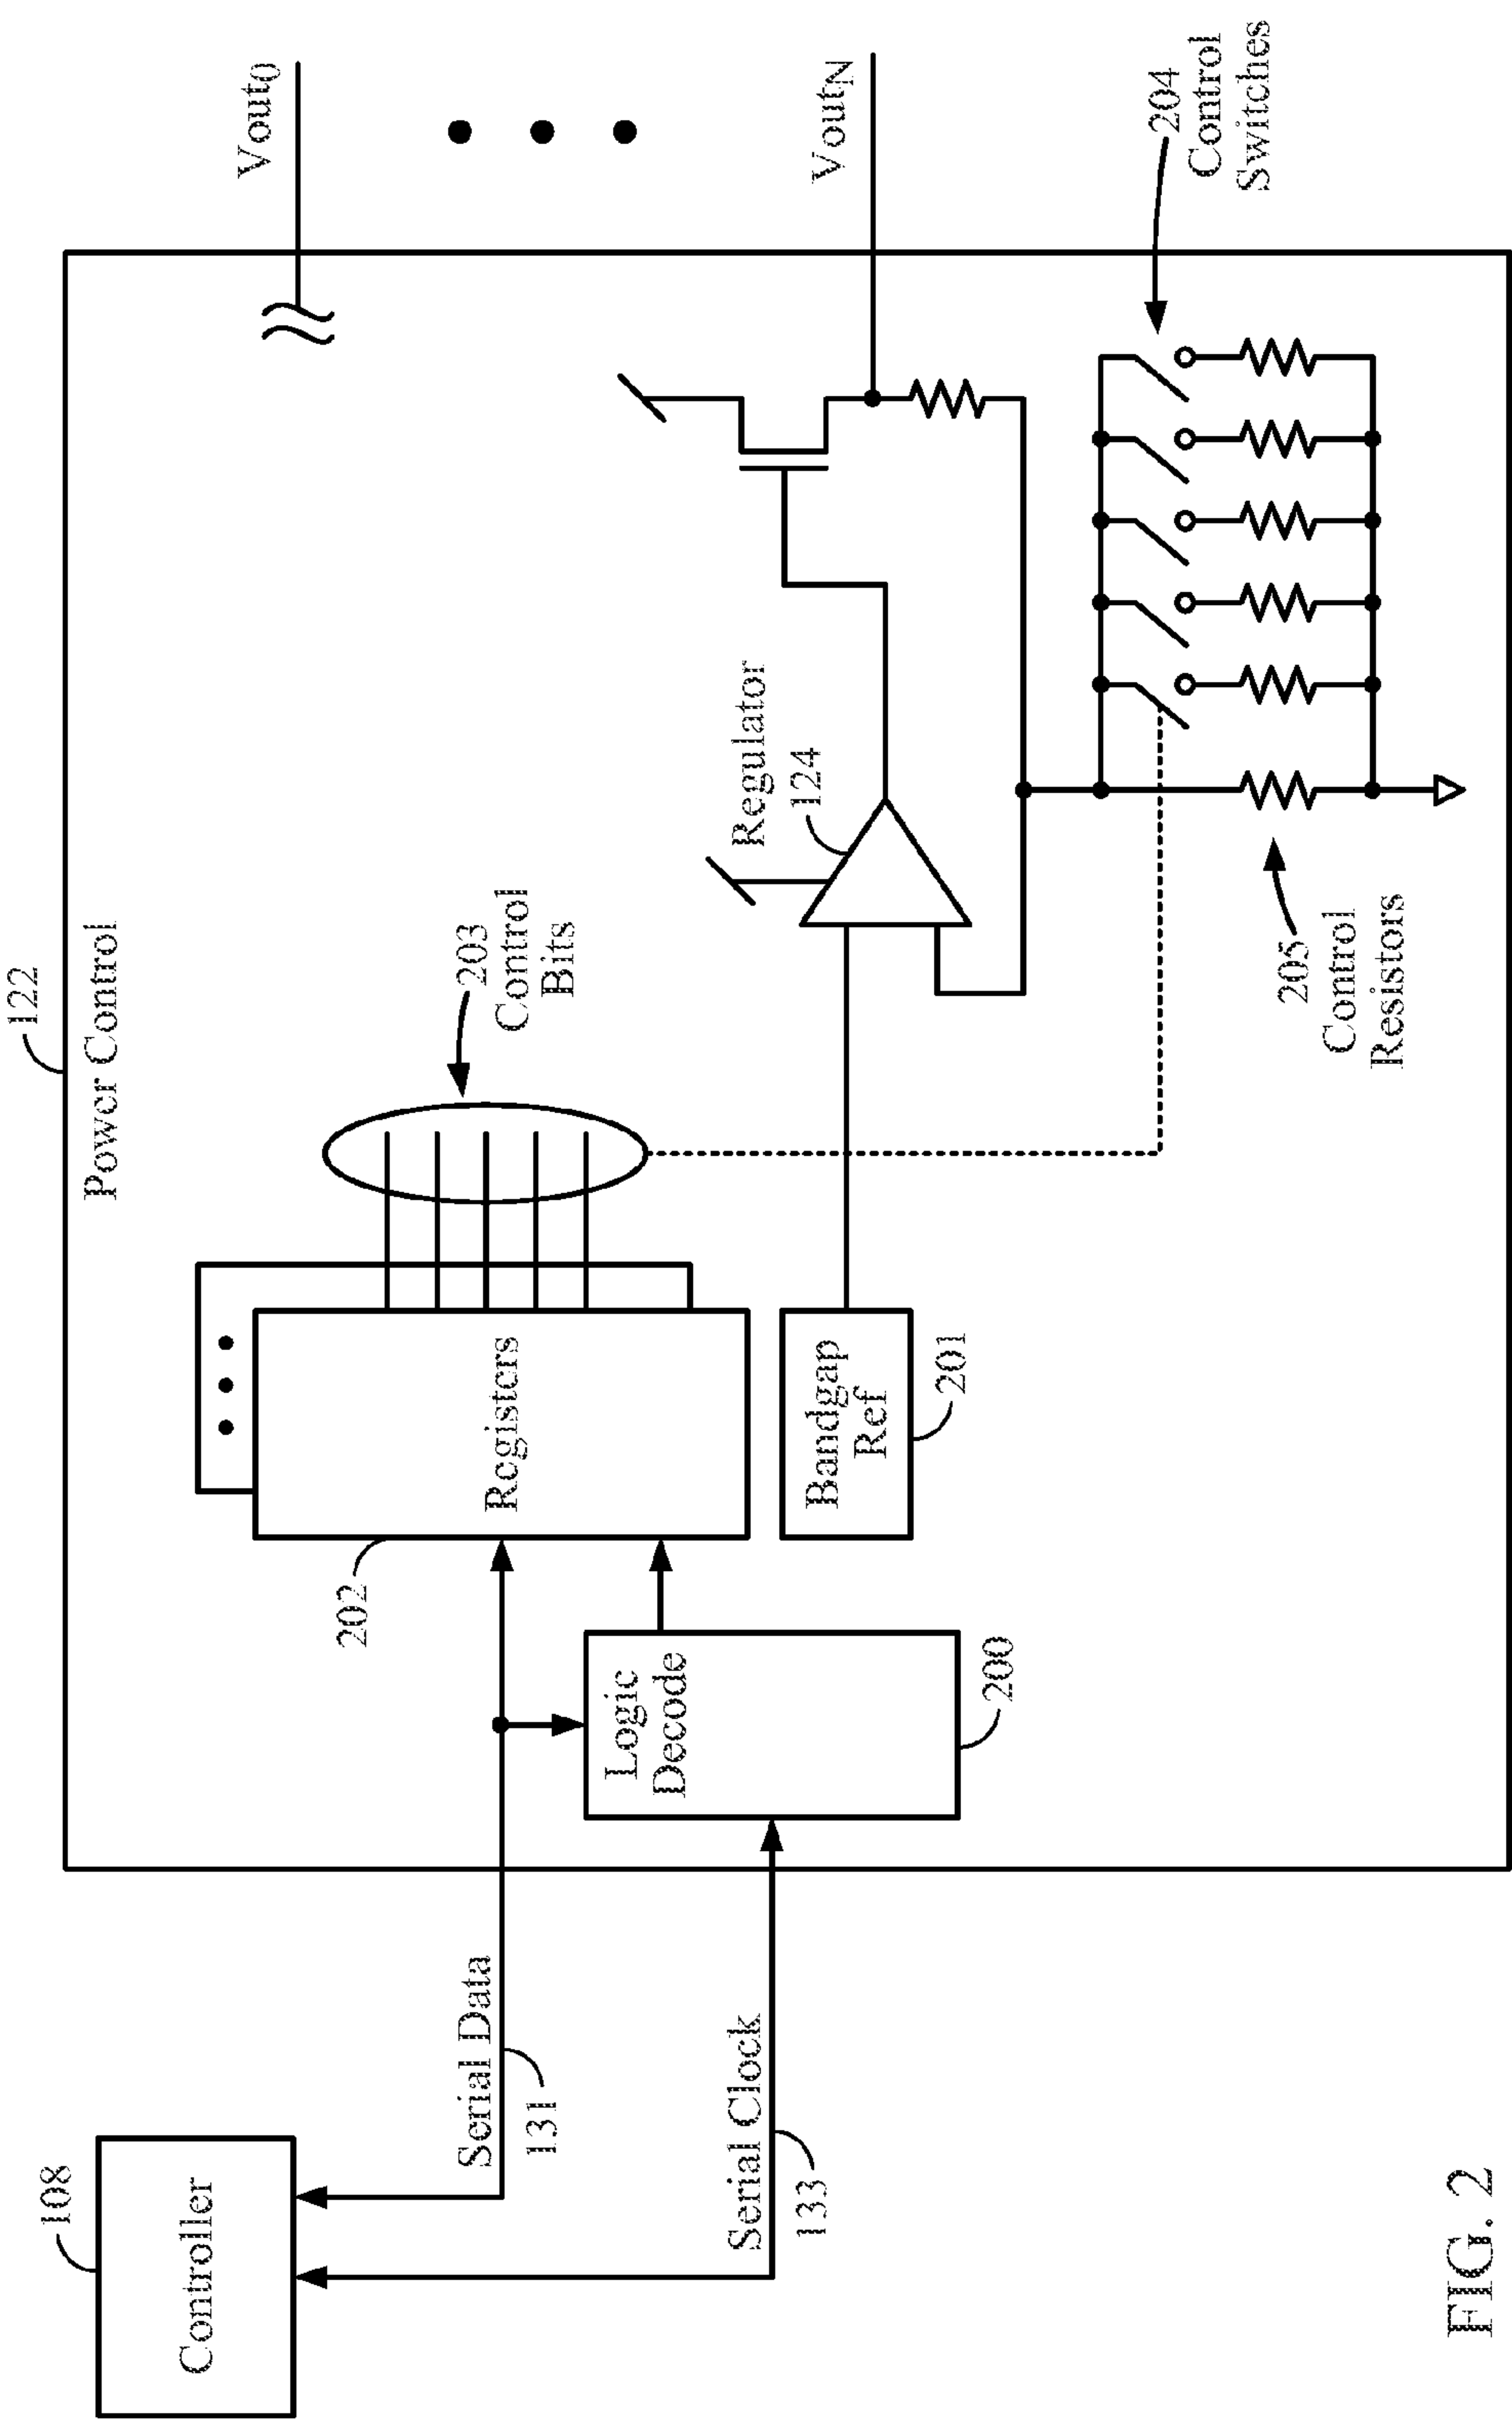 122
Power Control
108
Controller
Serial Data
131
Serial Clock
133
202
Registers
Logic
Decode
200
203
Control
Bits
Bandgap
Ref
201
Regulator
124
Vout0
VoutN
204
Control
Switches
205
Control
Resistors
FIG. 2